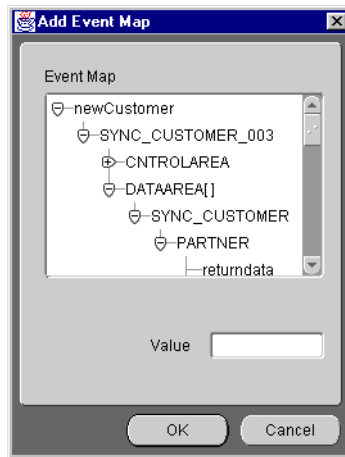 Add Event Map
Event Map
newCustomer
SYNC_CUSTOMER_003
CNTROLAREA
DATAAREA[]
SYNC_CUSTOMER
PARTNER
returndata
Value
OK Cancel